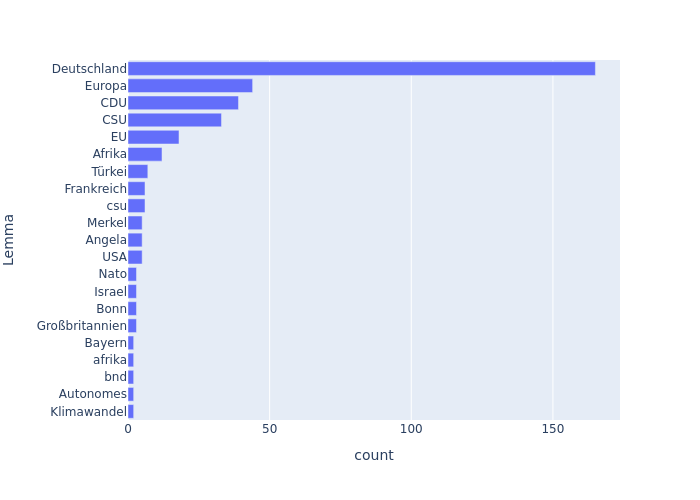 Lemma
Deutschland
Europa
CDU
CSU
EU
Afrika
Türkei
Frankreich
csu
Merkel
Angela
USA
Nato
Israel
Bonn
Großbritannien
Bayern
afrika
bnd
Autonomes
Klimawandel
0 50 100 150
count